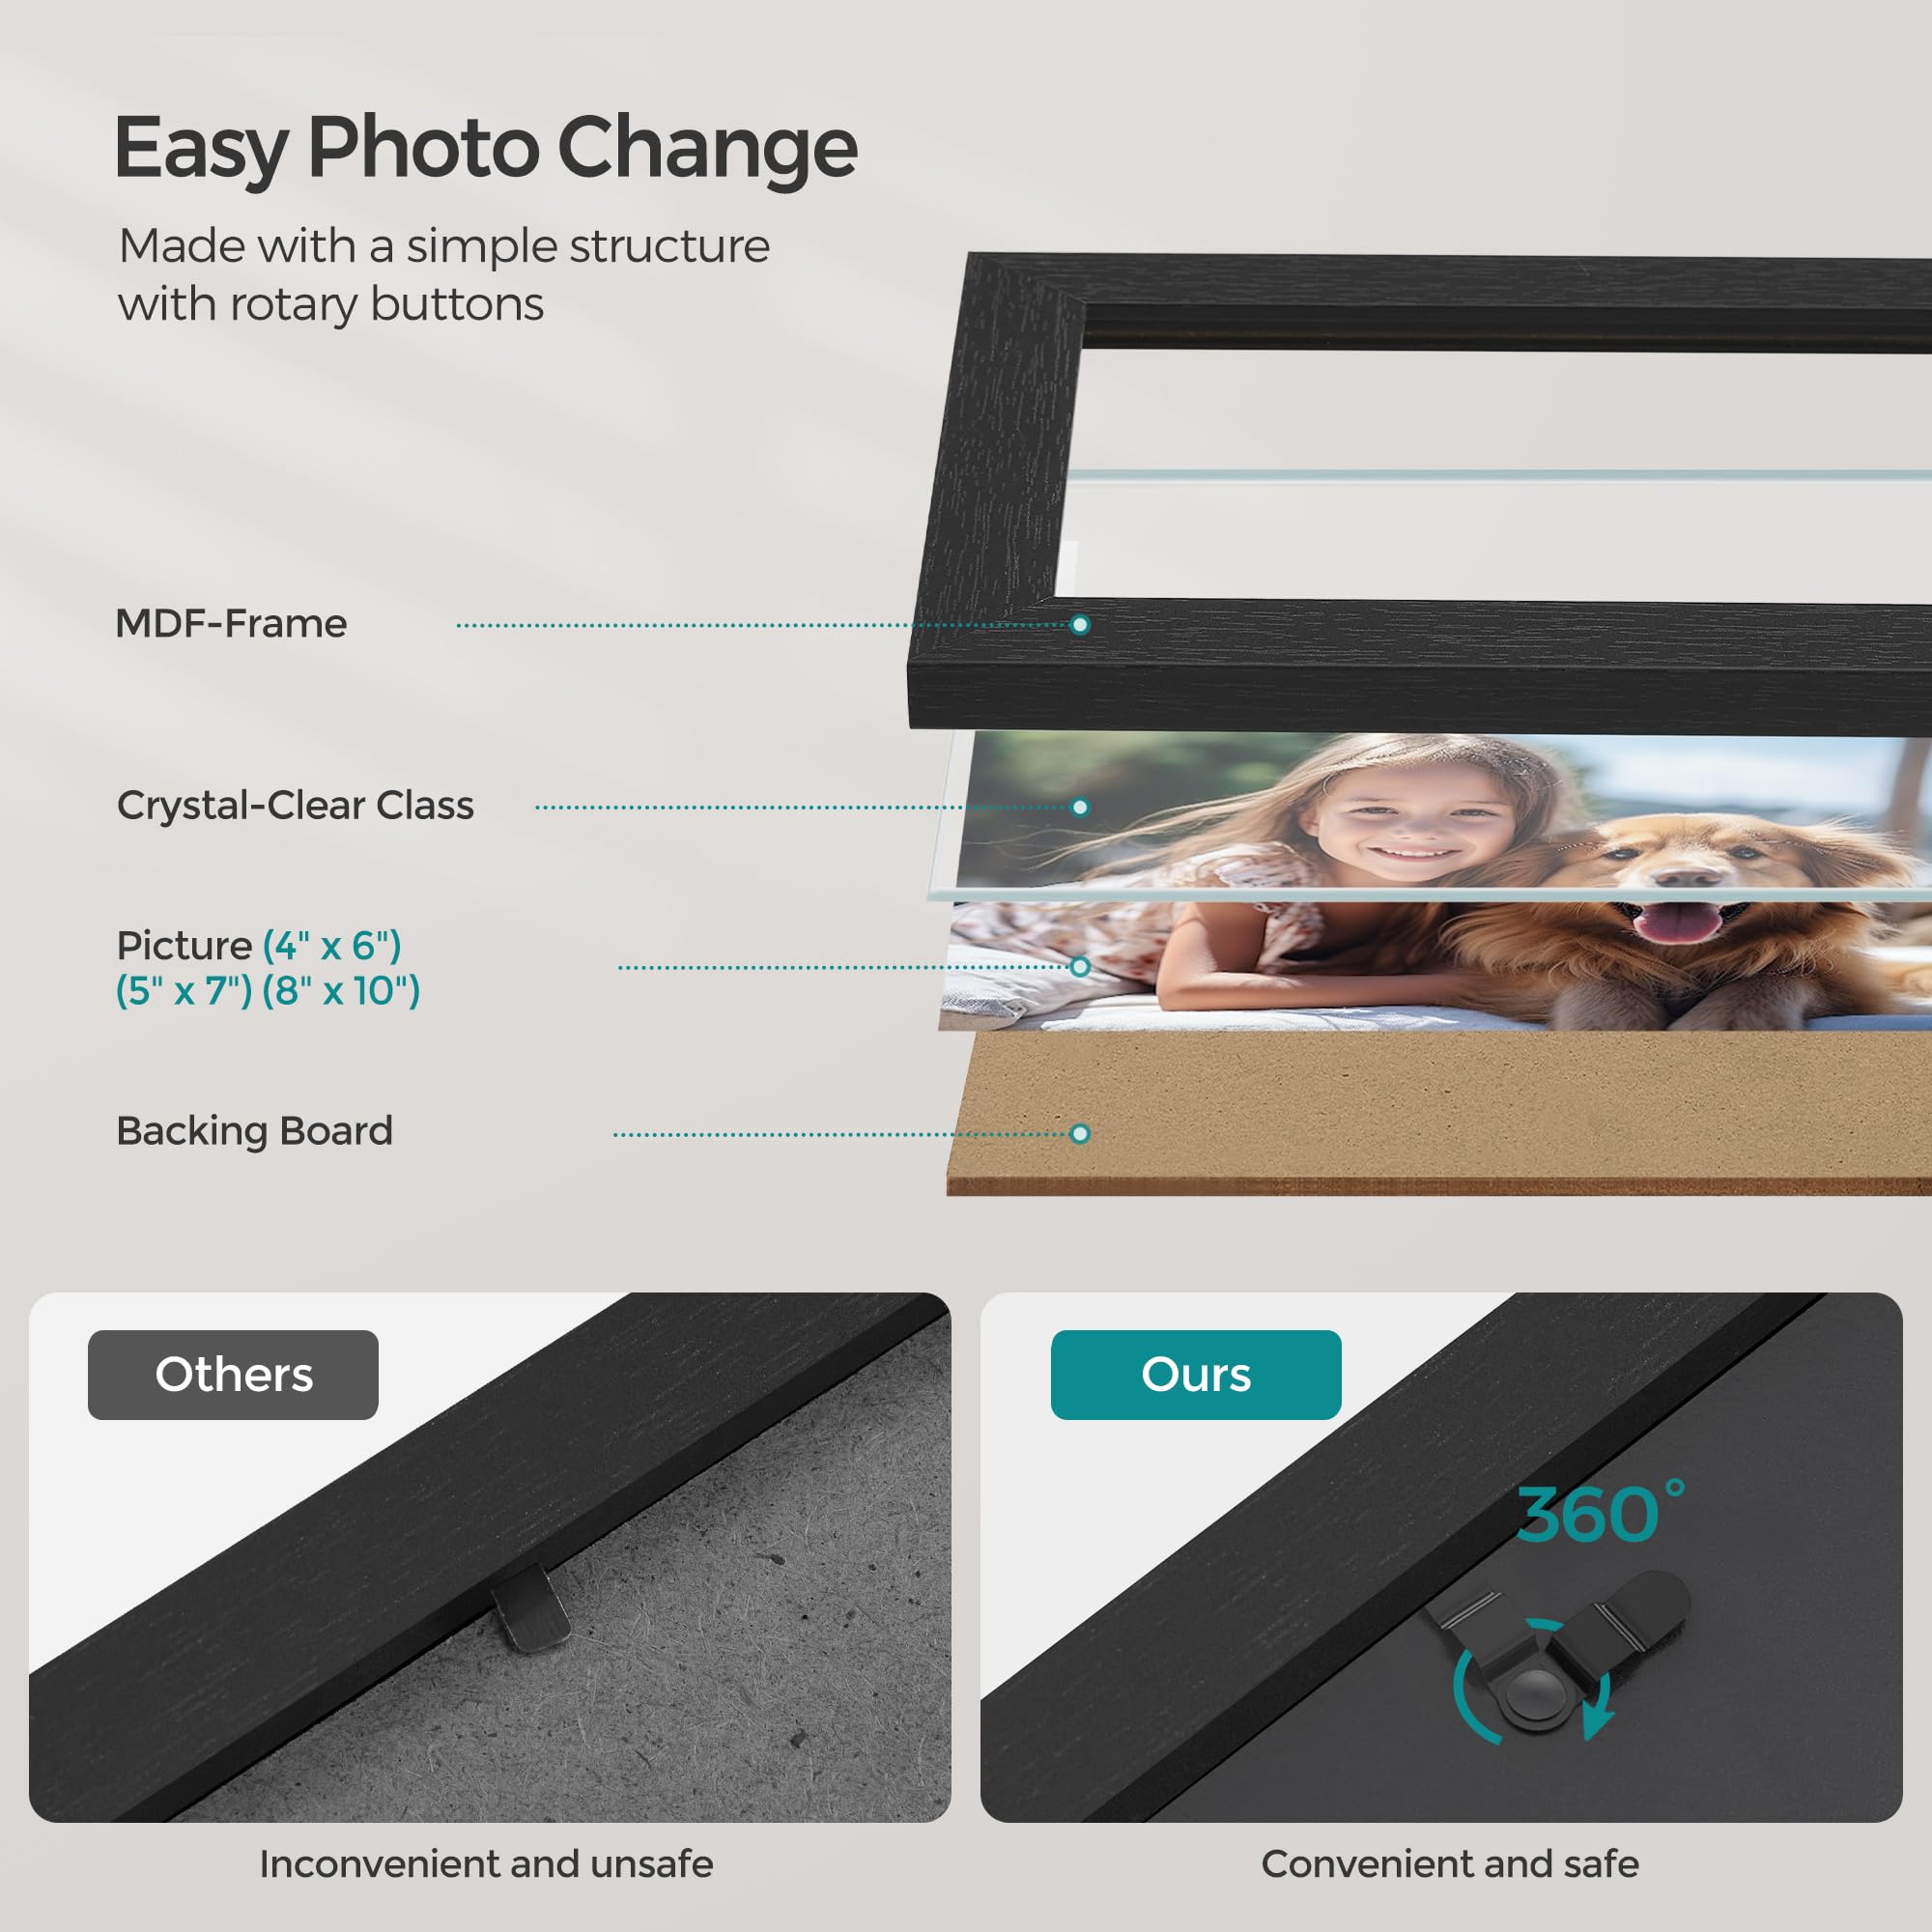 Easy Photo Change
Made with a simple structure
with rotary buttons
MDF-Frame
Crystal-Clear Class
Picture (4" x 6")
(5" x 7") (8" x 10")
Backing Board
Others
Ours
360°
Inconvenient and unsafe
Convenient and safe